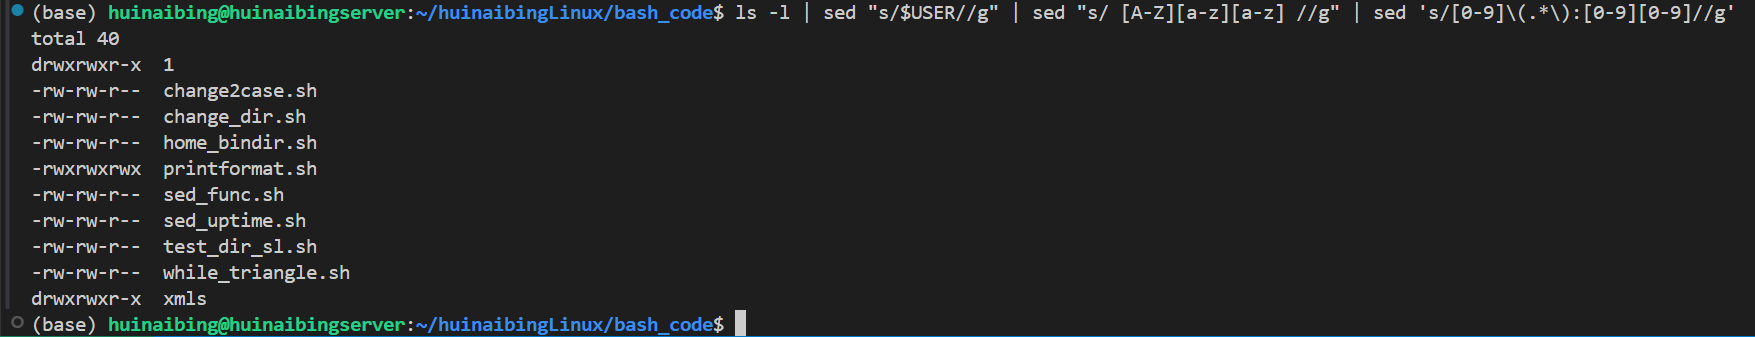 (base) huinaibing@huinaibingserver:~/huinaibingLinux/bash_code$ ls -l | sed "s/$USER//g" | sed "s/ [A-Z][a-z][a-z] //g" | sed 's/[0-9]\(.*\):[0-9][0-9]//g'
total 40
drwxrwxr-x  1
-rw-rw-r--  change2case.sh
-rw-rw-r--  change_dir.sh
-rw-rw-r--  home_bindir.sh
-rwxrwxrwx  printformat.sh
-rw-rw-r--  sed_func.sh
-rw-rw-r--  sed_uptime.sh
-rw-rw-r--  test_dir_sl.sh
-rw-rw-r--  while_triangle.sh
drwxrwxr-x  xmls
(base) huinaibing@huinaibingserver:~/huinaibingLinux/bash_code$